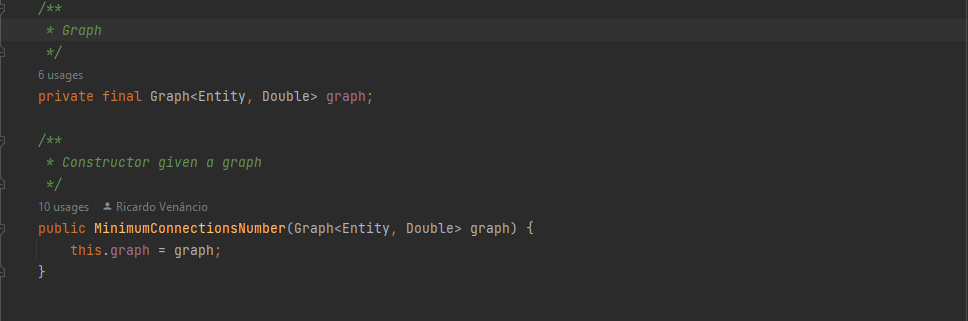 /**
 * Graph
 */
6 usages
private final Graph<Entity, Double> graph;
/**
 * Constructor given a graph
 */
10 usages Ricardo Venâncio
public MinimumConnectionsNumber(Graph<Entity, Double> graph) {
    this.graph = graph;
}